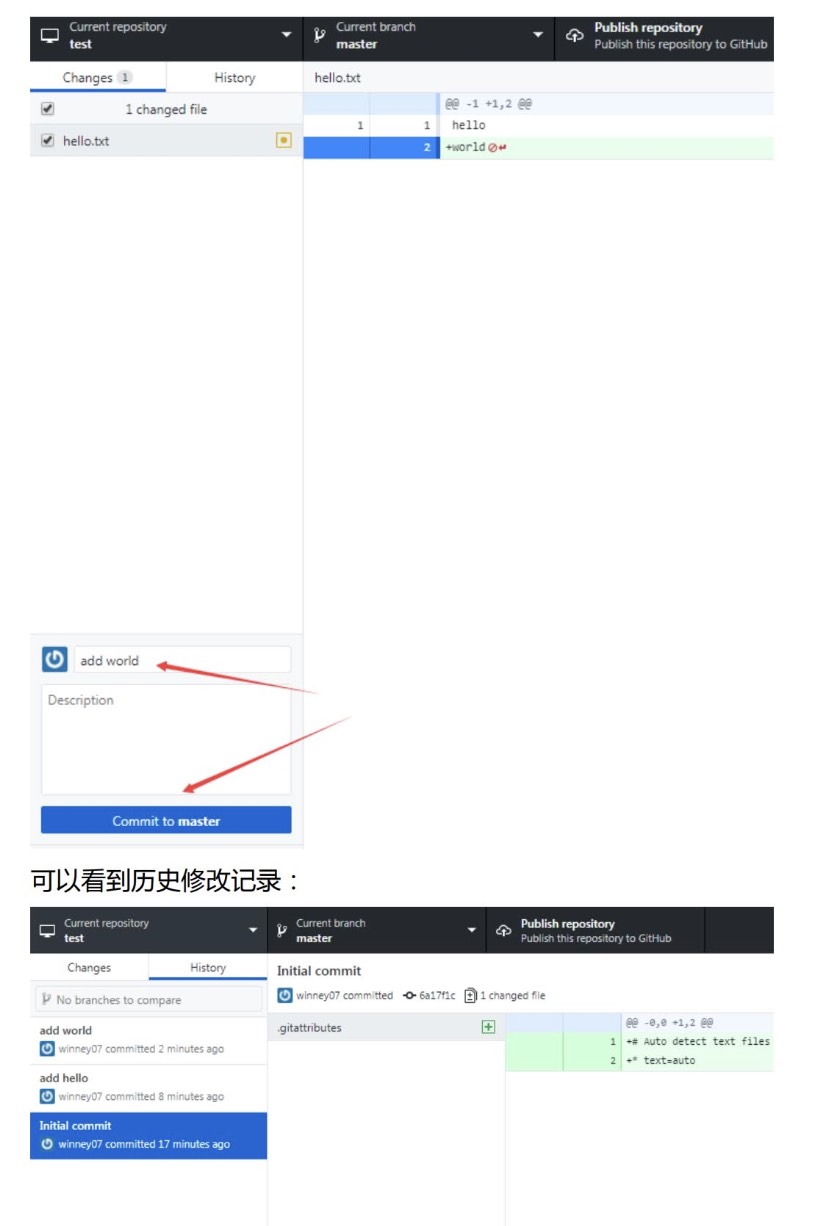 Current repository
test
Current branch
master
Publish repository
Publish this repository to GitHub
Changes 1
History
hello.txt
1 changed file
@@ -1 +1,2 @@
hello.txt
1 1 hello
2 +world
add world
Description
Commit to master
可以看到历史修改记录：
Current repository
test
Current branch
master
Publish repository
Publish this repository to GitHub
Changes
History
Initial commit
No branches to compare
winney07 committed 6a17f1c 1 changed file
add world
winney07 committed 2 minutes ago
add hello
winney07 committed 8 minutes ago
Initial commit
winney07 committed 17 minutes ago
.gitattributes
@@ -0,0 +1,2 @@
1 +# Auto detect text files
2 +* text=auto